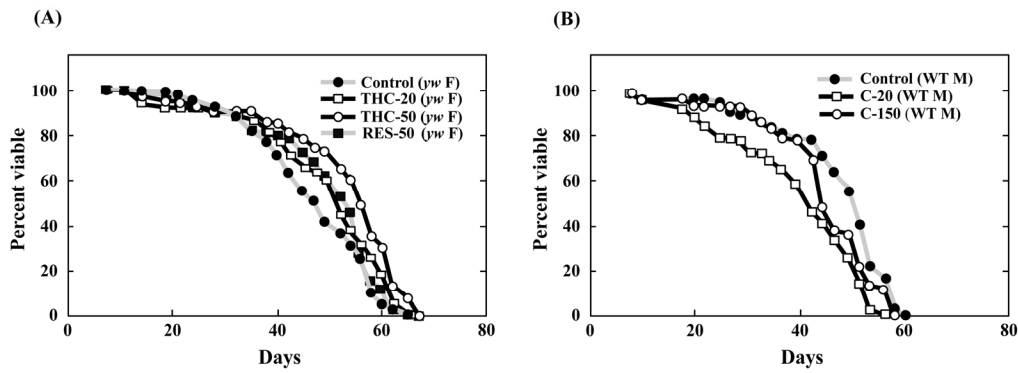 (A)
Percent viable
100
80
60
40
20
0
0
20
40
60
80
Days
Control (yw F)
THC-20 (yw F)
THC-50 (yw F)
RES-50 (yw F)
(B)
Percent viable
100
80
60
40
20
0
0
20
40
60
80
Days
Control (WT M)
C-20 (WT M)
C-150 (WT M)